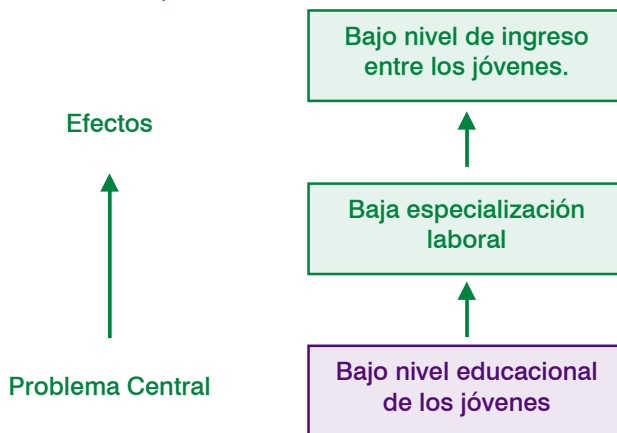 Bajo nivel de ingreso
entre los jóvenes.
Efectos
Baja especialización
laboral
Problema Central
Bajo nivel educacional
de los jóvenes